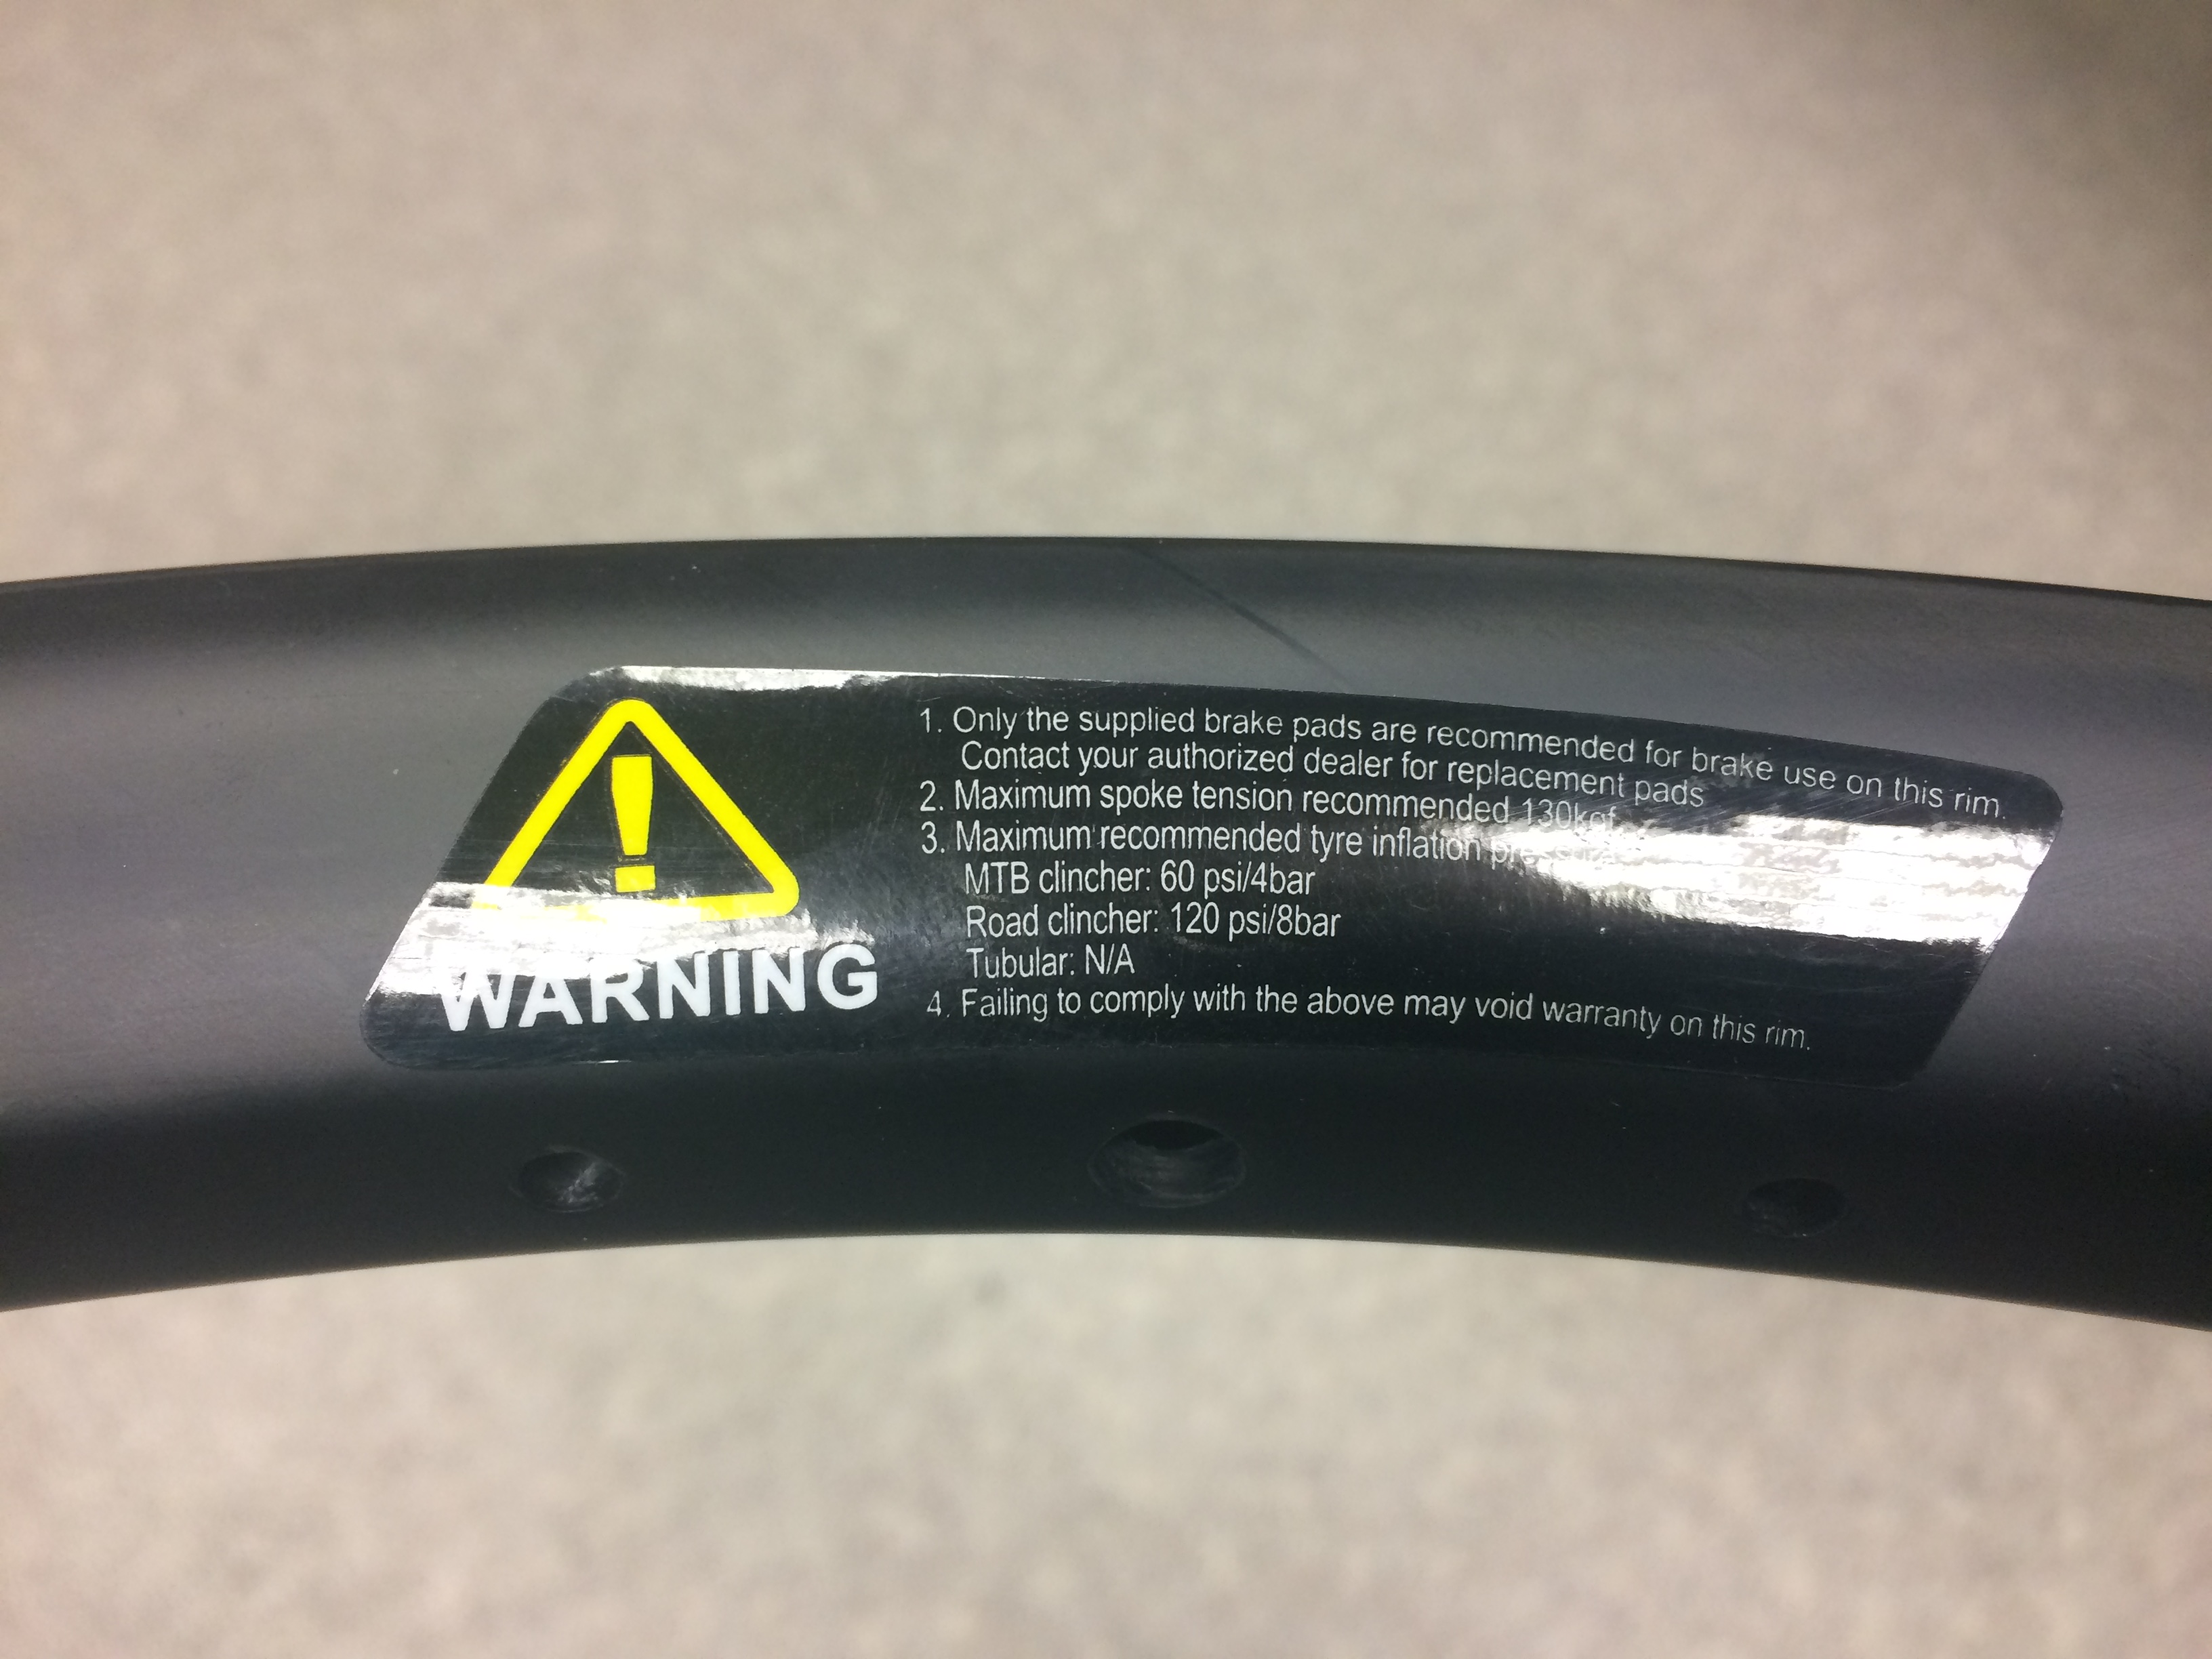 WARNING
1. Only the supplied brake pads are recommended for brake use on this rim.
Contact your authorized dealer for replacement pads
2. Maximum spoke tension recommended 130kgf
3. Maximum recommended tyre inflation pressure
MTB clincher: 60 psi/4bar
Road clincher: 120 psi/8bar
Tubular: N/A
4. Failing to comply with the above may void warranty on this rim.